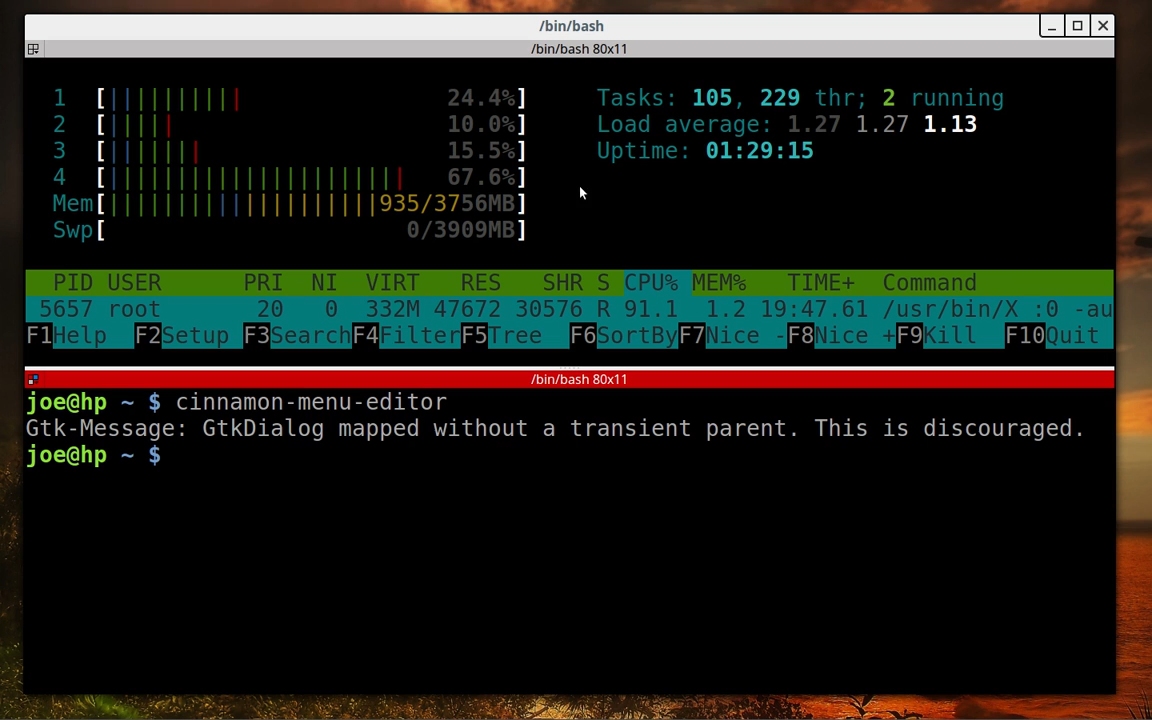 /bin/bash
/bin/bash 80x11
1 [||||||||||24.4%] Tasks: 105, 229 thr; 2 running
2 [|||||10.0%] Load average: 1.27 1.27 1.13
3 [|||||||15.5%] Uptime: 01:29:15
4 [||||||||||||||||||||||67.6%]
Mem[||||||||||||||||||||935/3756MB]
Swp[0/3909MB]
PID USER PRI NI VIRT RES SHR S CPU% MEM% TIME+ Command
5657 root 20 0 332M 47672 30576 R 91.1 1.2 19:47.61 /usr/bin/X :0 -au
F1Help F2Setup F3SearchF4FilterF5Tree F6SortByF7Nice -F8Nice +F9Kill F10Quit
/bin/bash 80x11
joe@hp ~ $ cinnamon-menu-editor
Gtk-Message: GtkDialog mapped without a transient parent. This is discouraged.
joe@hp ~ $